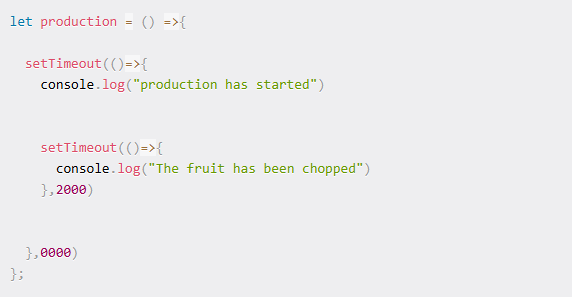 let production = () =>{
setTimeout(()=>{
console.log("production has started")
setTimeout(()=>{
console.log("The fruit has been chopped")
},2000)
},0000)
};